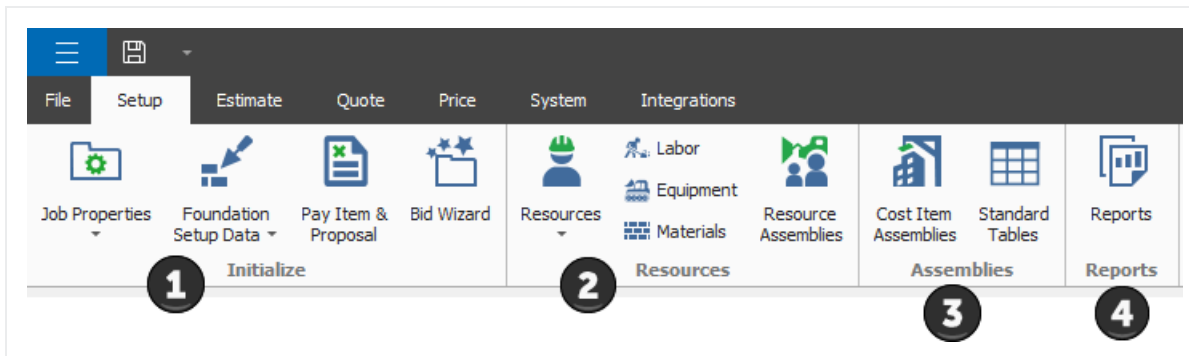 File Setup Estimate Quote Price System Integrations
Job Properties
Foundation
Setup Data
Pay Item &
Proposal
Bid Wizard
Resources
Labor
Equipment
Materials
Resource
Assemblies
Cost Item
Assemblies
Standard
Tables
Reports
Initialize Resources Assemblies Reports
1 2 3 4